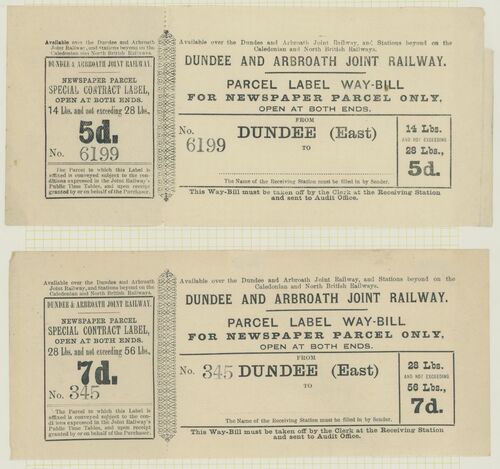 Available over the Dundee and Arbroath
Joint Railway, and Stations beyond on the
Caledonian and North British Railways.
DUNDEE & ARBROATH JOINT RAILWAY.
NEWSPAPER PARCEL
SPECIAL CONTRACT LABEL,
OPEN AT BOTH ENDS.
14 Lbs. and not exceeding 28 Lbs.
5d.
No. 6199
The Parcel to which this Label is
affixed is conveyed subject to the con-
ditions expressed in the Joint Railway's
Public Time Tables, and upon receipt
granted by or on behalf of the Purchaser.
Available over the Dundee and Arbroath Joint Railway, and Stations beyond on the
Caledonian and North British Railways.
DUNDEE AND ARBROATH JOINT RAILWAY.
PARCEL LABEL WAY-BILL
FOR NEWSPAPER PARCEL ONLY,
OPEN AT BOTH ENDS.
FROM
No. 6199 DUNDEE (East)
TO
The Name of the Receiving Station must be filled in by Sender.
14 Lbs.
AND NOT EXCEEDING
28 Lbs.,
5d.
This Way-Bill must be taken off by the Clerk at the Receiving Station
and sent to Audit Office.
Available over the Dundee and Arbroath
Joint Railway, and Stations beyond on the
Caledonian and North British Railways.
DUNDEE & ARBROATH JOINT RAILWAY.
NEWSPAPER PARCEL
SPECIAL CONTRACT LABEL,
OPEN AT BOTH ENDS.
28 Lbs. and not exceeding 56 Lbs.
7d.
No. 345
The Parcel to which this Label is
affixed is conveyed subject to the con-
ditions expressed in the Joint Railway's
Public Time Tables, and upon receipt
granted by or on behalf of the Purchaser.
Available over the Dundee and Arbroath Joint Railway, and Stations beyond on the
Caledonian and North British Railways.
DUNDEE AND ARBROATH JOINT RAILWAY.
PARCEL LABEL WAY-BILL
FOR NEWSPAPER PARCEL ONLY,
OPEN AT BOTH ENDS.
FROM
No. 345 DUNDEE (East)
TO
The Name of the Receiving Station must be filled in by Sender.
28 Lbs.
AND NOT EXCEEDING
56 Lbs.,
7d.
This Way-Bill must be taken off by the Clerk at the Receiving Station
and sent to Audit Office.